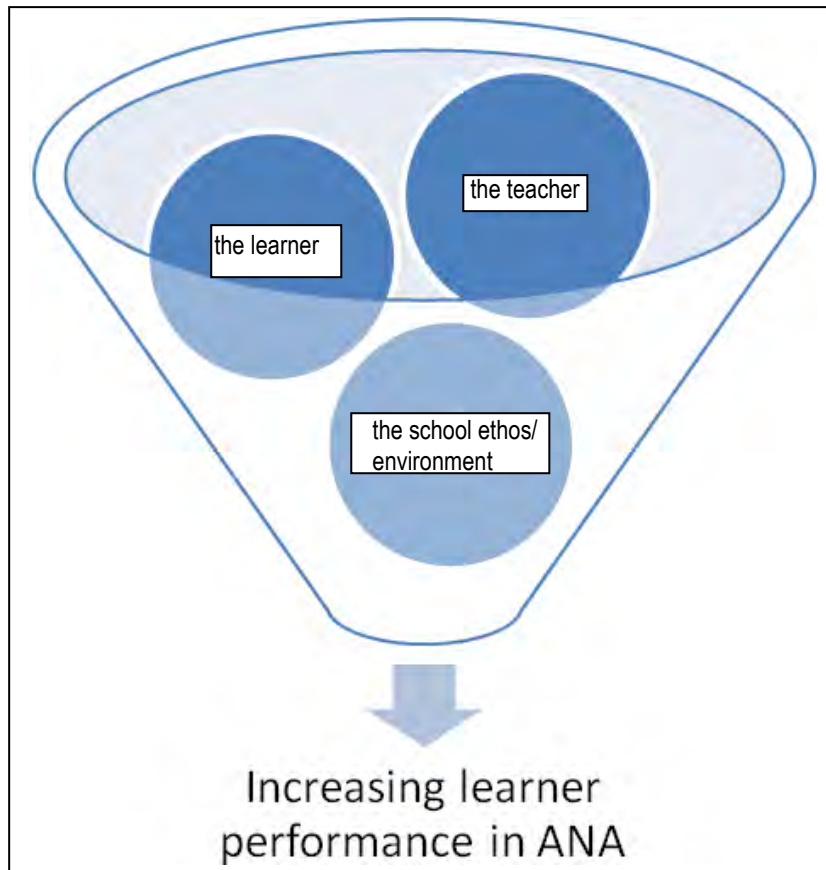 the teacher
the learner
the school ethos/
environment
Increasing learner
performance in ANA